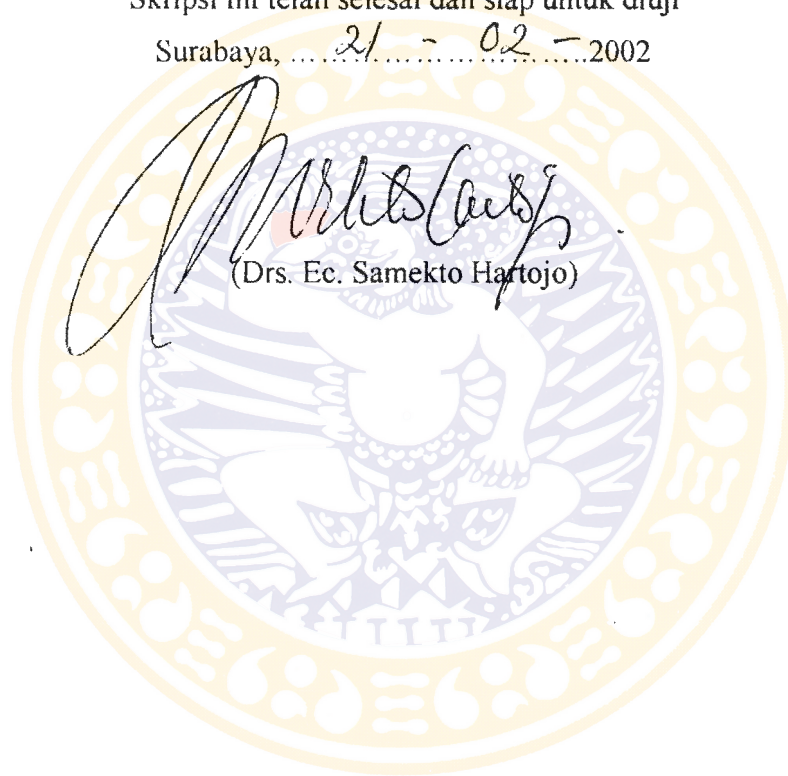 Skripsi ini telah selesai dan siap untuk diuji
Surabaya, ...21 - 02 - 2002
(Drs. Ec. Samekto Hartojo)